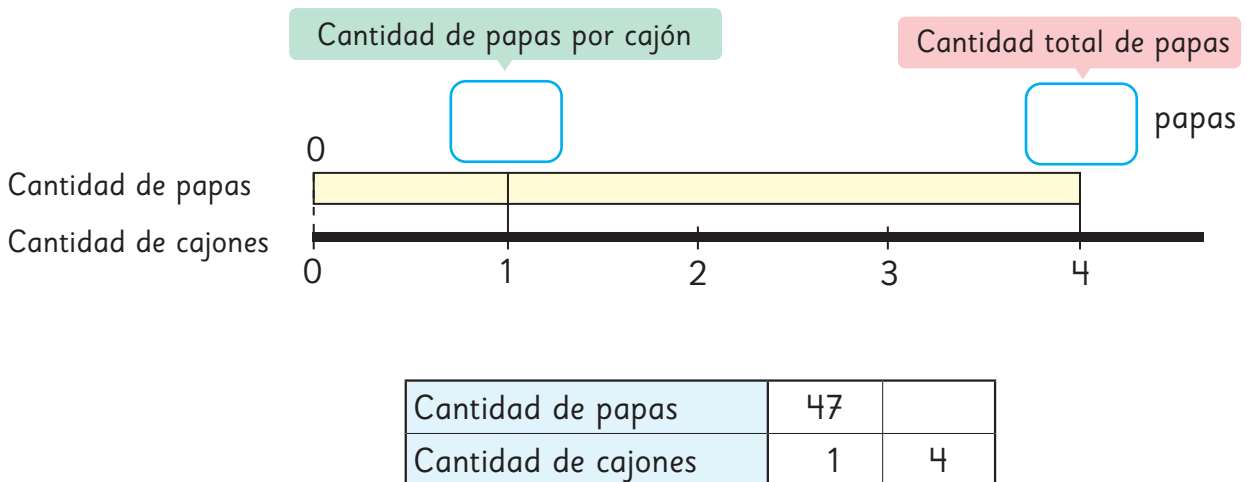 Cantidad de papas por cajón
Cantidad total de papas
papas
0
Cantidad de papas
Cantidad de cajones
0 1 2 3 4
Cantidad de papas 47
Cantidad de cajones 1 4